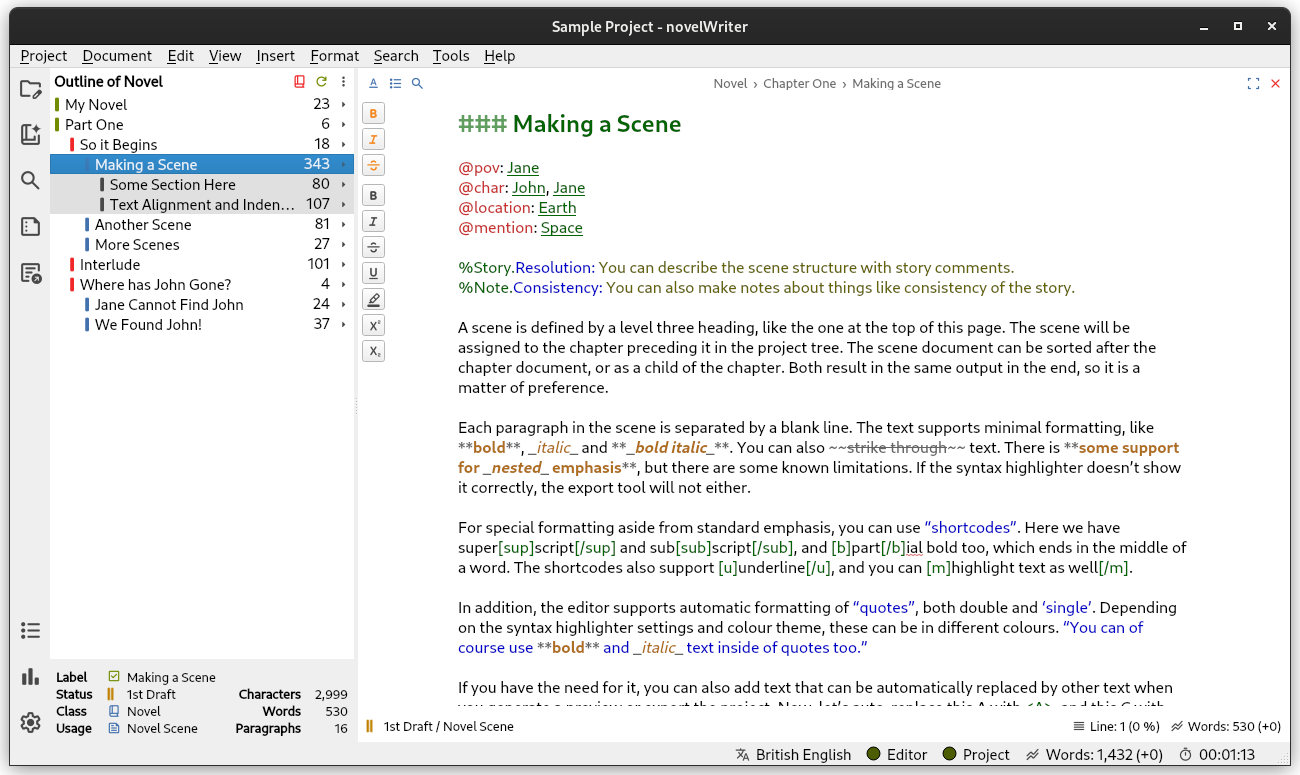 Sample Project - novelWriter
Project Document Edit View Insert Format Search Tools Help
Outline of Novel
My Novel 23
Part One 6
So it Begins 18
Making a Scene 343
Some Section Here 80
Text Alignment and Inden... 107
Another Scene 81
More Scenes 27
Interlude 101
Where has John Gone? 4
Jane Cannot Find John 24
We Found John! 37
Label Making a Scene
Status 1st Draft Characters 2,999
Class Novel Words 530
Usage Novel Scene Paragraphs 16
A
Novel › Chapter One › Making a Scene
B
I
S
B
I
S
U
X²
X₂
### Making a Scene
@pov: Jane
@char: John, Jane
@location: Earth
@mention: Space
%Story.Resolution: You can describe the scene structure with story comments.
%Note.Consistency: You can also make notes about things like consistency of the story.
A scene is defined by a level three heading, like the one at the top of this page. The scene will be
assigned to the chapter preceding it in the project tree. The scene document can be sorted after the
chapter document, or as a child of the chapter. Both result in the same output in the end, so it is a
matter of preference.
Each paragraph in the scene is separated by a blank line. The text supports minimal formatting, like
**bold**, _italic_ and **_bold italic_**. You can also ~~strike through~~ text. There is **some support
for _nested_ emphasis**, but there are some known limitations. If the syntax highlighter doesn’t show
it correctly, the export tool will not either.
For special formatting aside from standard emphasis, you can use “shortcodes”. Here we have
super[sup]script[/sup] and sub[sub]script[/sub], and [b]part[/b]ial bold too, which ends in the middle of
a word. The shortcodes also support [u]underline[/u], and you can [m]highlight text as well[/m].
In addition, the editor supports automatic formatting of “quotes”, both double and ‘single’. Depending
on the syntax highlighter settings and colour theme, these can be in different colours. “You can of
course use **bold** and _italic_ text inside of quotes too.”
If you have the need for it, you can also add text that can be automatically replaced by other text when
you generate a preview or export the project. Now, let’s auto-replace this A with <A>, and this C with
1st Draft / Novel Scene
Line: 1 (0 %) Words: 530 (+0)
British English Editor Project Words: 1,432 (+0) 00:01:13